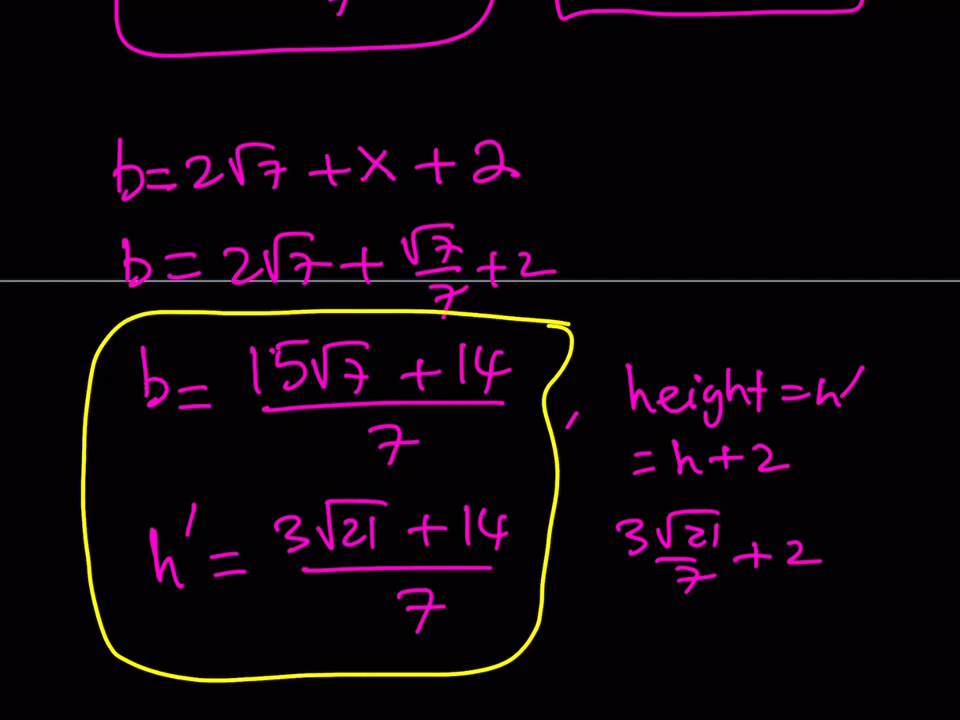 b=2√7+x+2
b=2√7+√7/7+2
b=(15√7+14)/7
,
height=h'
=h+2
h'=(3√21+14)/7
3√21/7+2